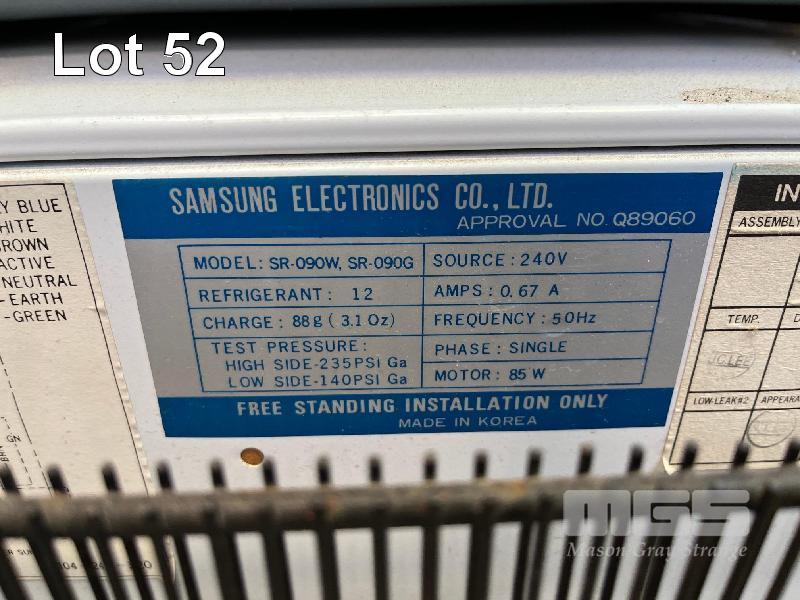 Lot 52
Y BLUE
HITE
ROWN
ACTIVE
NEUTRAL
-EARTH
-GREEN
GN
SAMSUNG ELECTRONICS CO., LTD.
APPROVAL NO. Q89060
MODEL: SR-090W, SR-090G
REFRIGERANT: 12
CHARGE: 88g (3.1 Oz)
TEST PRESSURE:
HIGH SIDE-235PSI Ga
LOW SIDE-140PSI Ga
SOURCE: 240V
AMPS: 0.67 A
FREQUENCY: 50Hz
PHASE: SINGLE
MOTOR: 85 W
FREE STANDING INSTALLATION ONLY
MADE IN KOREA
IN
ASSEMBLY
TEMP.
LOW-LEAK#2 APPEARA
MGS
Mason Gray Strange